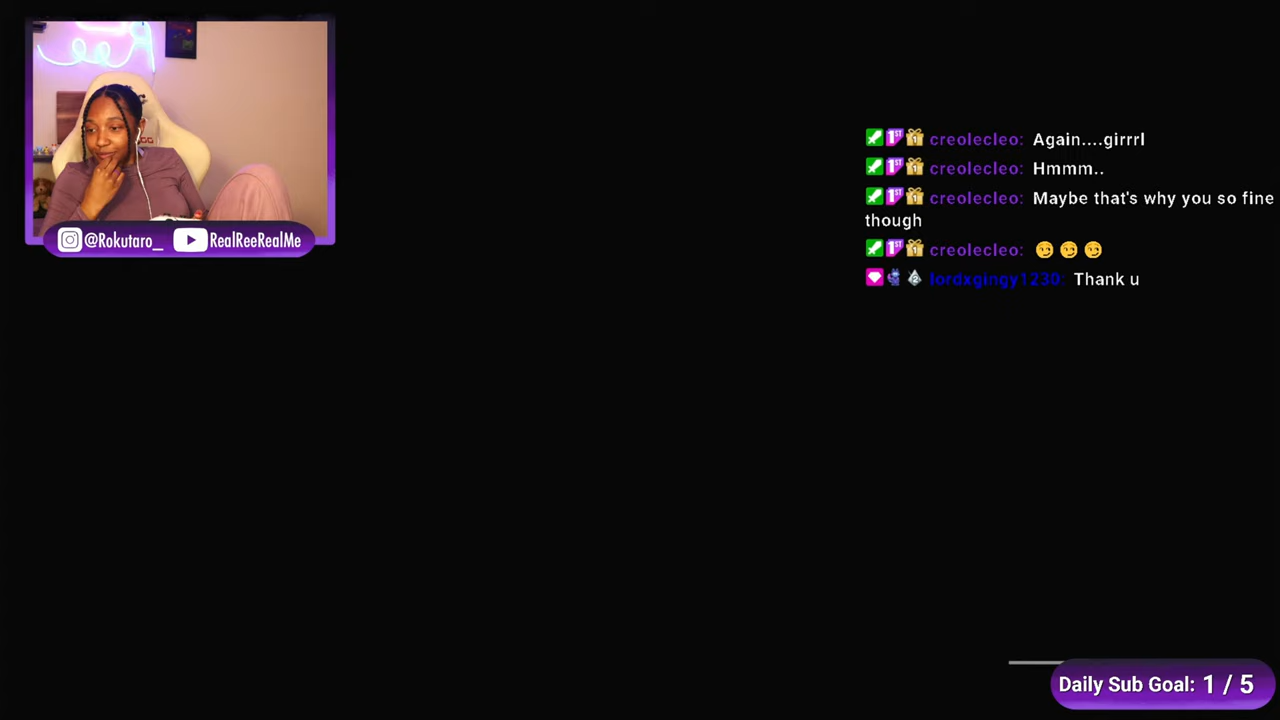 @Rokutaro_ RealReeRealMe
creolecleo: Again....girrrl
creolecleo: Hmmm..
creolecleo: Maybe that's why you so fine
though
creolecleo: 😏 😏 😏
lordxgingy1230: Thank u
Daily Sub Goal: 1 / 5